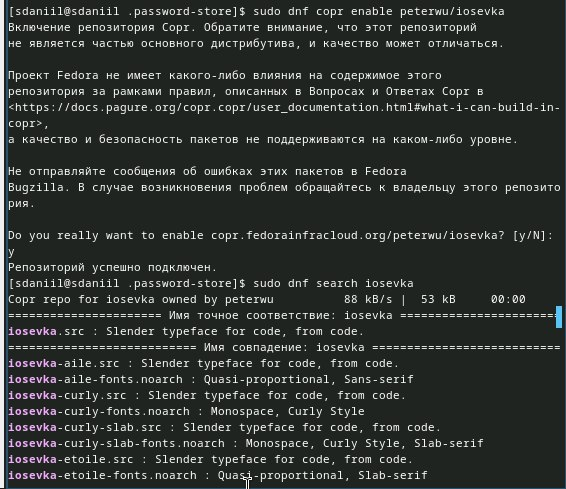 [sdaniil@sdaniil .password-store]$ sudo dnf copr enable peterwu/iosevka
Включение репозитория Copr. Обратите внимание, что этот репозиторий
не является частью основного дистрибутива, и качество может отличаться.
Проект Fedora не имеет какого-либо влияния на содержимое этого
репозитория за рамками правил, описанных в Вопросах и Ответах Copr в
<https://docs.pagure.org/copr.copr/user_documentation.html#what-i-can-build-in-
copr>,
а качество и безопасность пакетов не поддерживаются на каком-либо уровне.
Не отправляйте сообщения об ошибках этих пакетов в Fedora
Bugzilla. В случае возникновения проблем обращайтесь к владельцу этого репозито
рия.
Do you really want to enable copr.fedorainfracloud.org/peterwu/iosevka? [y/N]:
y
Репозиторий успешно подключен.
[sdaniil@sdaniil .password-store]$ sudo dnf search iosevka
Copr repo for iosevka owned by peterwu 88 kB/s | 53 kB 00:00
====================== Имя точное соответствие: iosevka =======================
iosevka.src : Slender typeface for code, from code.
=========================== Имя совпадение: iosevka ===========================
iosevka-aile.src : Slender typeface for code, from code.
iosevka-aile-fonts.noarch : Quasi-proportional, Sans-serif
iosevka-curly.src : Slender typeface for code, from code.
iosevka-curly-fonts.noarch : Monospace, Curly Style
iosevka-curly-slab.src : Slender typeface for code, from code.
iosevka-curly-slab-fonts.noarch : Monospace, Curly Style, Slab-serif
iosevka-etoile.src : Slender typeface for code, from code.
iosevka-etoile-fonts.noarch : Quasi-proportional, Slab-serif